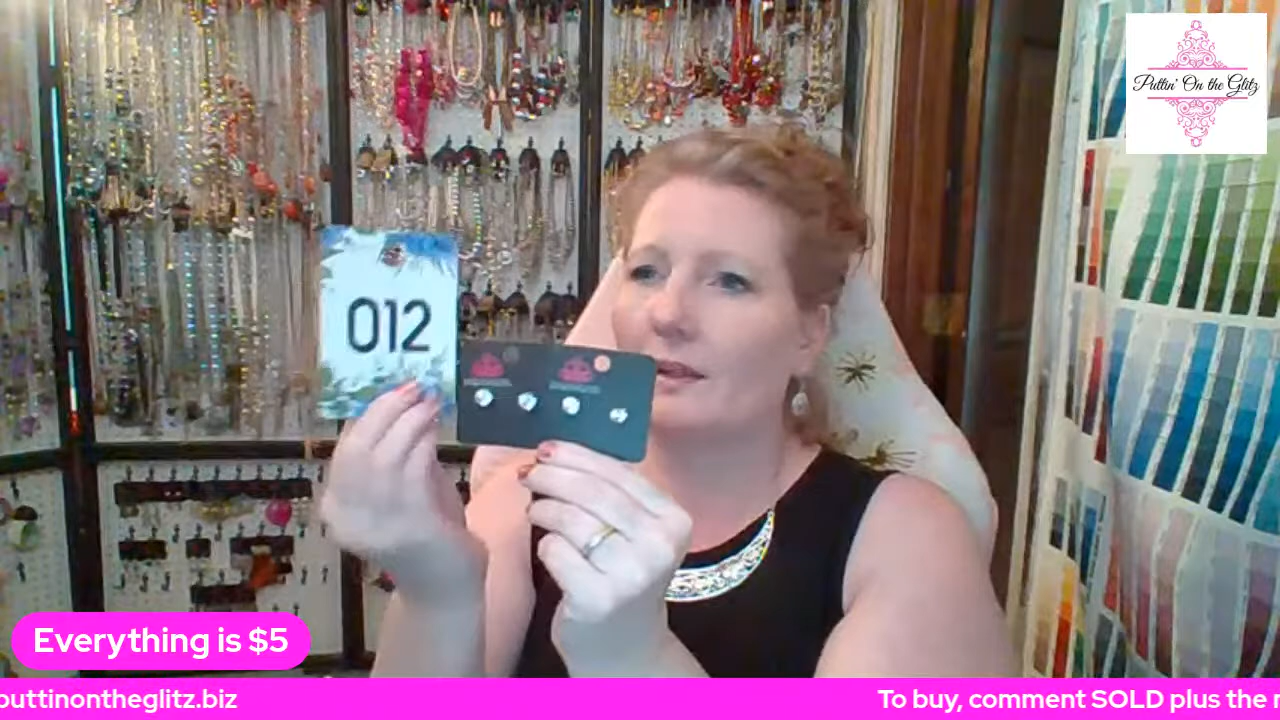 Puttin' On the Glitz
012
Everything is $5
puttinontheglitz.biz
To buy, comment SOLD plus the